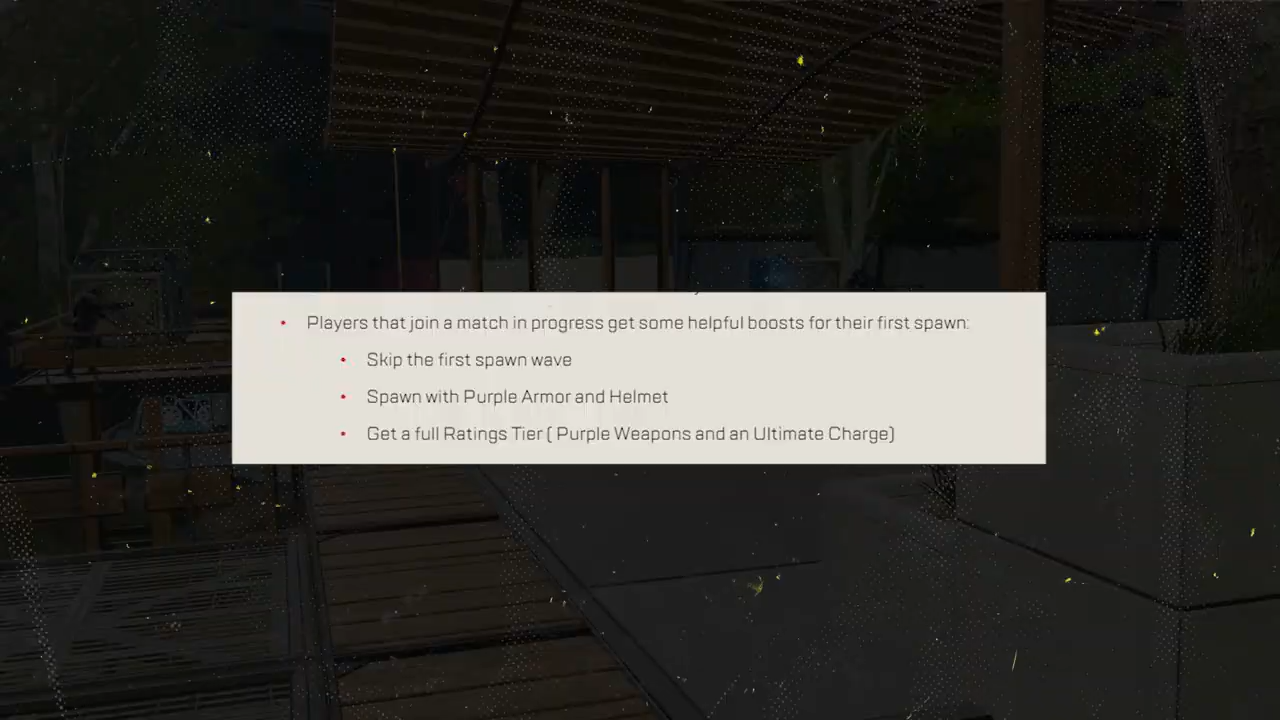 Players that join a match in progress get some helpful boosts for their first spawn:
Skip the first spawn wave
Spawn with Purple Armor and Helmet
Get a full Ratings Tier ( Purple Weapons and an Ultimate Charge)